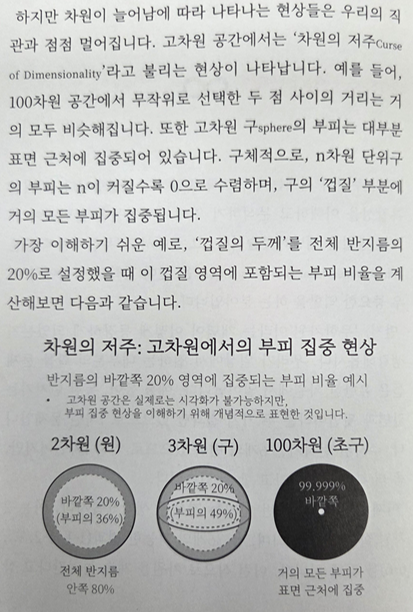 하지만 차원이 늘어남에 따라 나타나는 현상들은 우리의 직
관과 점점 멀어집니다. 고차원 공간에서는 ‘차원의 저주Curse
of Dimensionality’라고 불리는 현상이 나타납니다. 예를 들어,
100차원 공간에서 무작위로 선택한 두 점 사이의 거리는 거
의 모두 비슷해집니다. 또한 고차원 구sphere의 부피는 대부분
표면 근처에 집중되어 있습니다. 구체적으로, n차원 단위구
의 부피는 n이 커질수록 0으로 수렴하며, 구의 ‘껍질’ 부분에
거의 모든 부피가 집중됩니다.
가장 이해하기 쉬운 예로, ‘껍질의 두께’를 전체 반지름의
20%로 설정했을 때 이 껍질 영역에 포함되는 부피 비율을 계
산해보면 다음과 같습니다.
차원의 저주: 고차원에서의 부피 집중 현상
반지름의 바깥쪽 20% 영역에 집중되는 부피 비율 예시
• 고차원 공간은 실제로는 시각화가 불가능하지만,
부피 집중 현상을 이해하기 위해 개념적으로 표현한 것입니다.
2차원 (원)
바깥쪽 20%
(부피의 36%)
전체 반지름
안쪽 80%
3차원 (구)
바깥쪽 20%
(부피의 49%)
100차원 (초구)
99.999%
바깥쪽
거의 모든 부피가
표면 근처에 집중